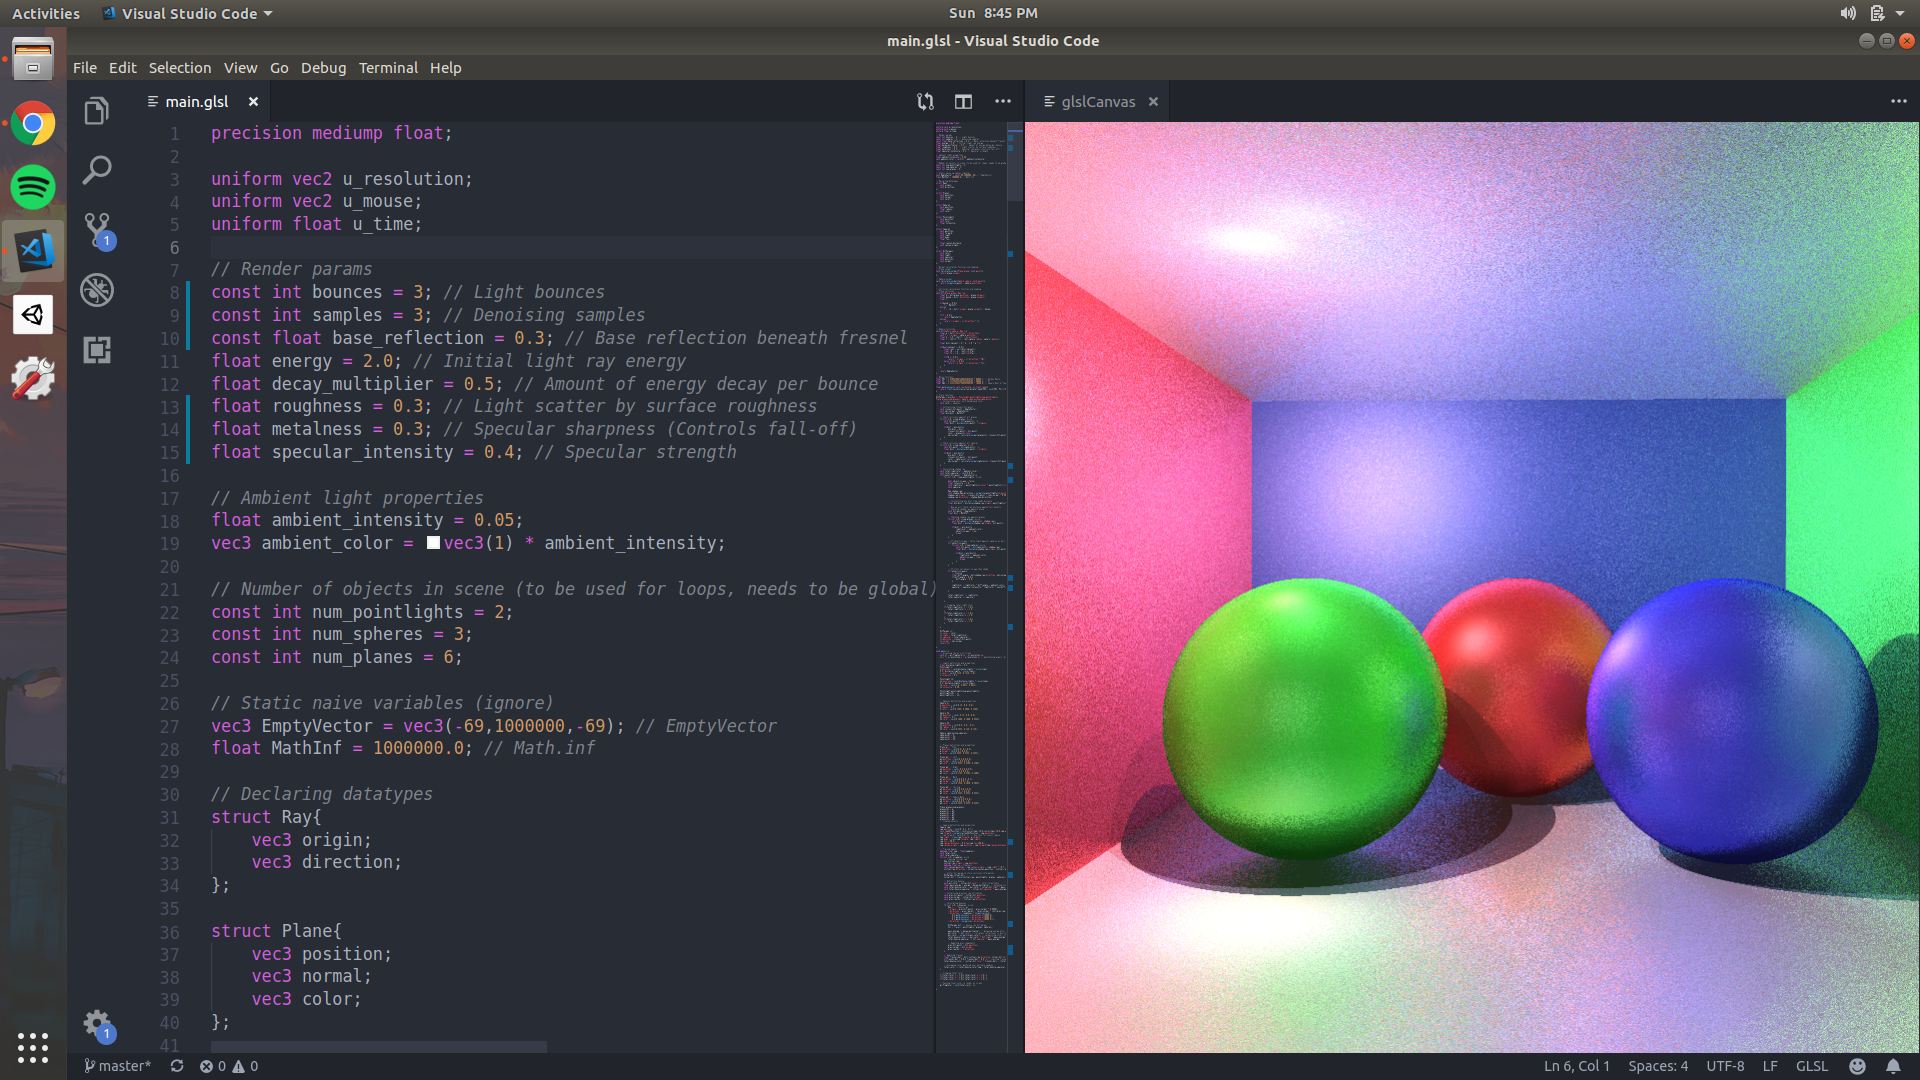 Activities
Visual Studio Code
Sun 8:45 PM
main.glsl - Visual Studio Code
File Edit Selection View Go Debug Terminal Help
main.glsl
glslCanvas
1 precision mediump float;
2
3 uniform vec2 u_resolution;
4 uniform vec2 u_mouse;
5 uniform float u_time;
6
7 // Render params
8 const int bounces = 3; // Light bounces
9 const int samples = 3; // Denoising samples
10 const float base_reflection = 0.3; // Base reflection beneath fresnel
11 float energy = 2.0; // Initial light ray energy
12 float decay_multiplier = 0.5; // Amount of energy decay per bounce
13 float roughness = 0.3; // Light scatter by surface roughness
14 float metalness = 0.3; // Specular sharpness (Controls fall-off)
15 float specular_intensity = 0.4; // Specular strength
16
17 // Ambient light properties
18 float ambient_intensity = 0.05;
19 vec3 ambient_color = vec3(1) * ambient_intensity;
20
21 // Number of objects in scene (to be used for loops, needs to be global)
22 const int num_pointlights = 2;
23 const int num_spheres = 3;
24 const int num_planes = 6;
25
26 // Static naive variables (ignore)
27 vec3 EmptyVector = vec3(-69,1000000,-69); // EmptyVector
28 float MathInf = 1000000.0; // Math.inf
29
30 // Declaring datatypes
31 struct Ray{
32 vec3 origin;
33 vec3 direction;
34 };
35
36 struct Plane{
37 vec3 position;
38 vec3 normal;
39 vec3 color;
40 };
41
1
1
master*
0
0
Ln 6, Col 1
Spaces: 4
UTF-8
LF
GLSL